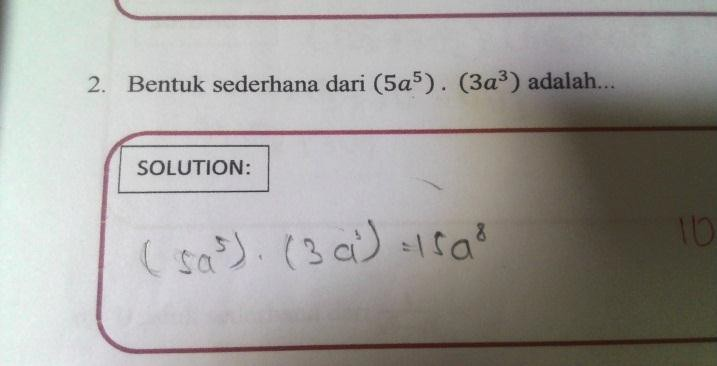 2. Bentuk sederhana dari (5a⁵) . (3a³) adalah...
SOLUTION:
(5a⁵) . (3a³) = 15a⁸
10